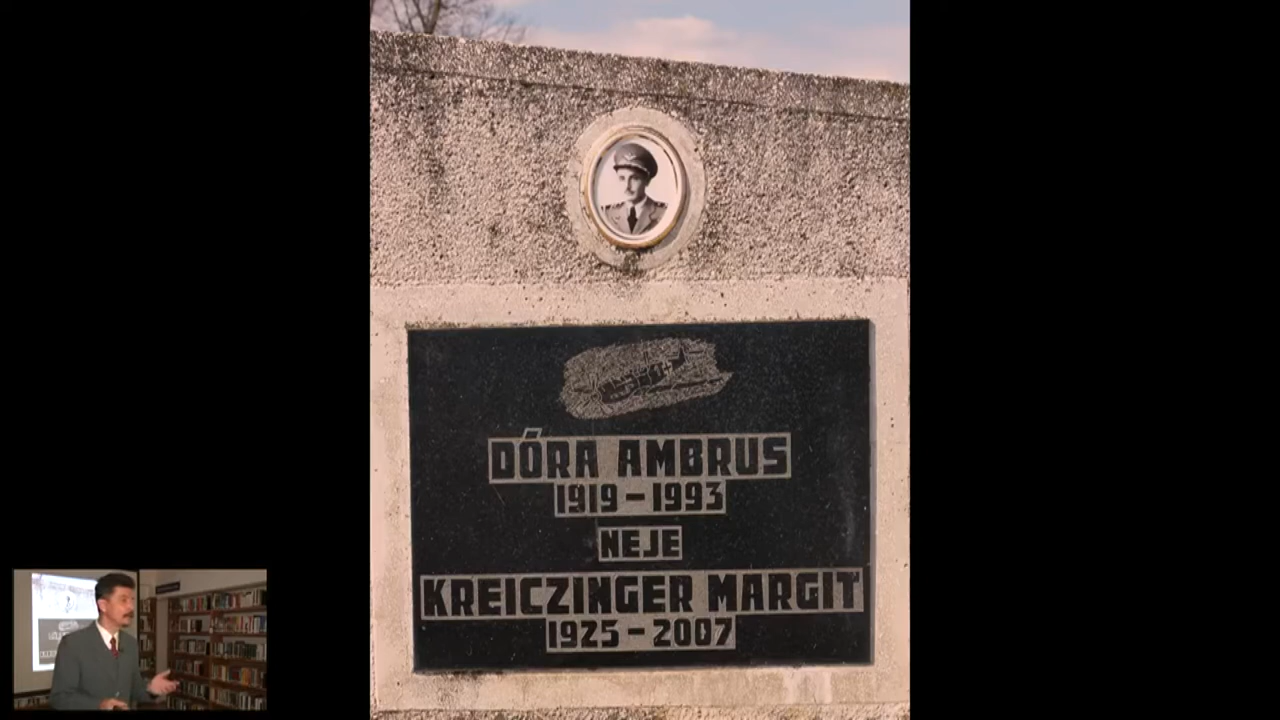 DÓRA AMBRUS
1919 – 1993
NEJE
KREICZINGER MARGIT
1925 – 2007